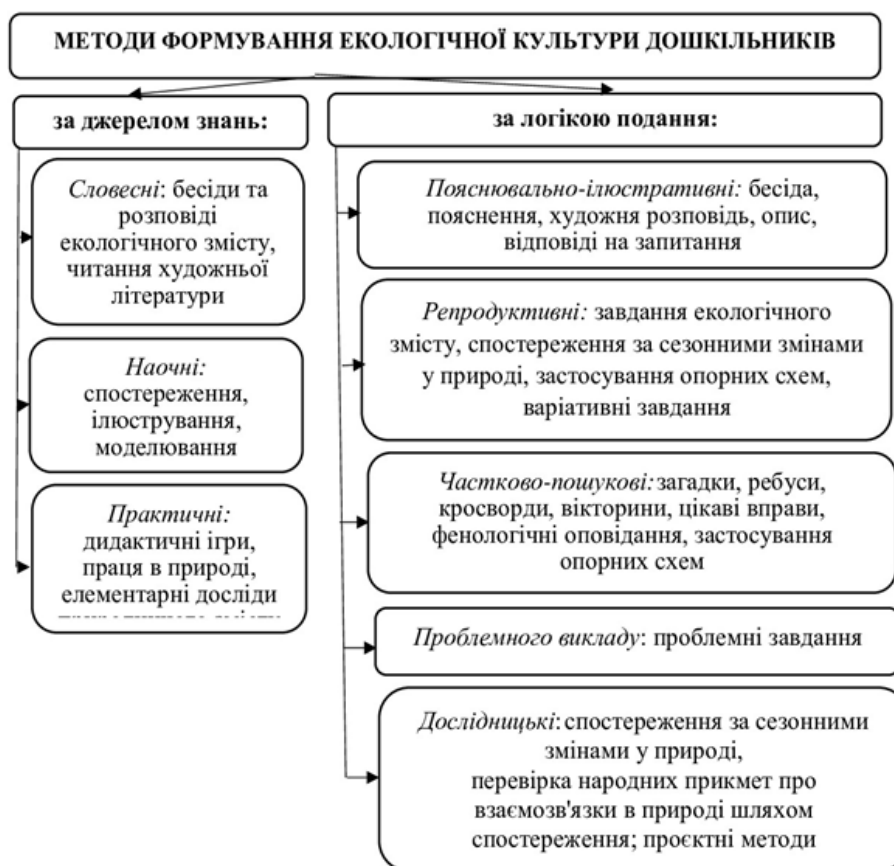 МЕТОДИ ФОРМУВАННЯ ЕКОЛОГІЧНОЇ КУЛЬТУРИ ДОШКІЛЬНИКІВ
за джерелом знань:
Словесні: бесіди та
розповіді
екологічного змісту,
читання художньої
літератури
Наочні:
спостереження,
ілюстрування,
моделювання
Практичні:
дидактичні ігри,
праця в природі,
елементарні досліди
за логікою подання:
Пояснювально-ілюстративні: бесіда,
пояснення, художня розповідь, опис,
відповіді на запитання
Репродуктивні: завдання екологічного
змісту, спостереження за сезонними змінами
у природі, застосування опорних схем,
варіативні завдання
Частково-пошукові: загадки, ребуси,
кросворди, вікторини, цікаві вправи,
фенологічні оповідання, застосування
опорних схем
Проблемного викладу: проблемні завдання
Дослідницькі: спостереження за сезонними
змінами у природі,
перевірка народних прикмет про
взаємозв'язки в природі шляхом
спостереження; проєктні методи